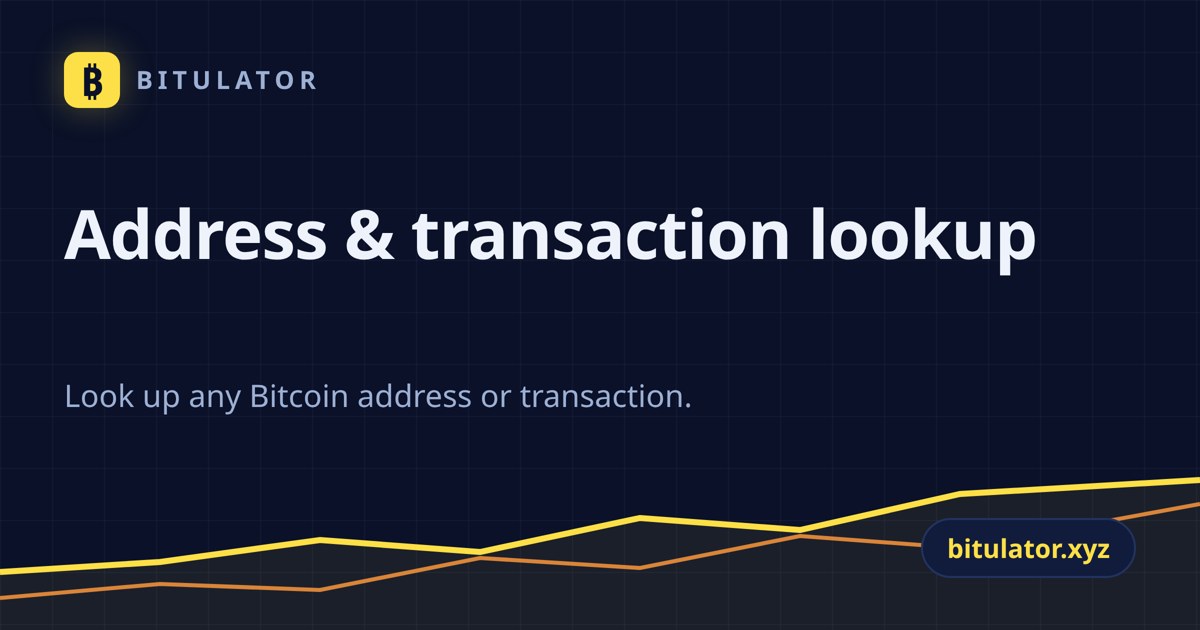 BITULATOR
Address & transaction lookup
Look up any Bitcoin address or transaction.
bitulator.xyz